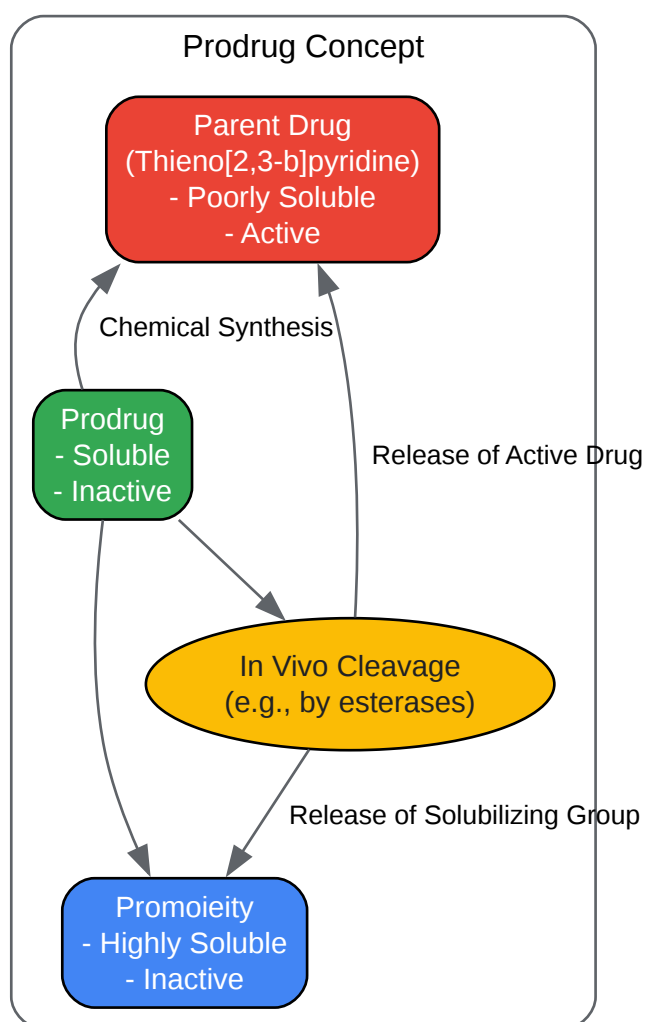 Prodrug Concept
Parent Drug
(Thieno[2,3-b]pyridine)
- Poorly Soluble
- Active
Chemical Synthesis
Prodrug
- Soluble
- Inactive
Release of Active Drug
In Vivo Cleavage
(e.g., by esterases)
Release of Solubilizing Group
Promoieity
- Highly Soluble
- Inactive